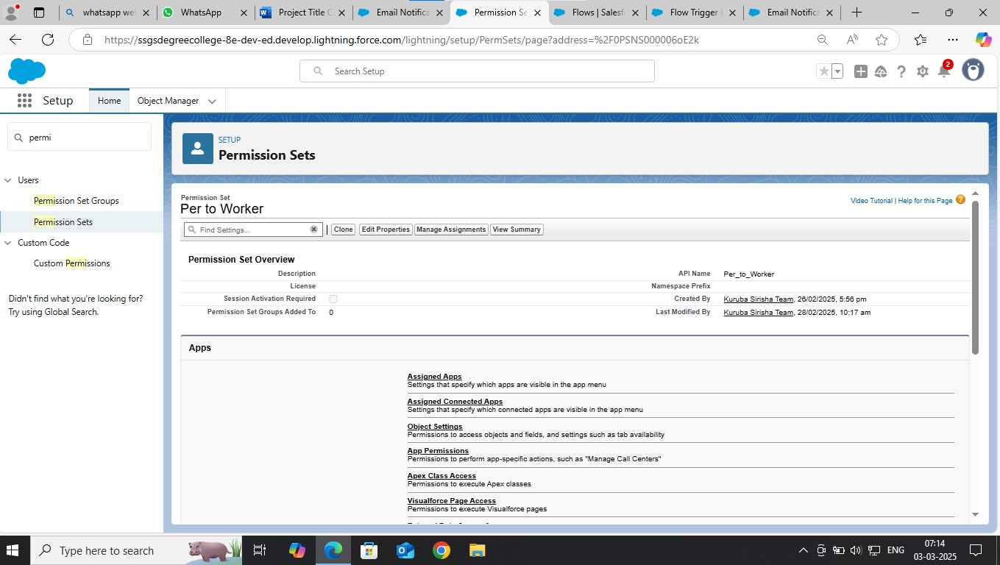 whatsapp we
WhatsApp
Project Title C
Email Notifica
Permission Se
Flows | Salesf
Flow Trigger
Email Notifica
https://ssgsdegreecollege-8e-dev-ed.develop.lightning.force.com/lightning/setup/PermSets/page?address=%2F0PSNS000006oE2k
Search Setup
2
Setup
Home
Object Manager
permi
SETUP
Permission Sets
Users
Permission Set Groups
Permission Sets
Custom Code
Custom Permissions
Didn't find what you're looking for?
Try using Global Search.
Permission Set
Per to Worker
Video Tutorial | Help for this Page ?
Find Settings...
Clone
Edit Properties
Manage Assignments
View Summary
Permission Set Overview
Description
API Name Per_to_Worker
License
Namespace Prefix
Session Activation Required
Created By Kuruba Sirisha Team, 26/02/2025, 5:56 pm
Permission Set Groups Added To 0
Last Modified By Kuruba Sirisha Team, 28/02/2025, 10:17 am
Apps
Assigned Apps
Settings that specify which apps are visible in the app menu
Assigned Connected Apps
Settings that specify which connected apps are visible in the app menu
Object Settings
Permissions to access objects and fields, and settings such as tab availability
App Permissions
Permissions to perform app-specific actions, such as "Manage Call Centers"
Apex Class Access
Permissions to execute Apex classes
Visualforce Page Access
Permissions to execute Visualforce pages
Type here to search
ENG
07:14
03-03-2025